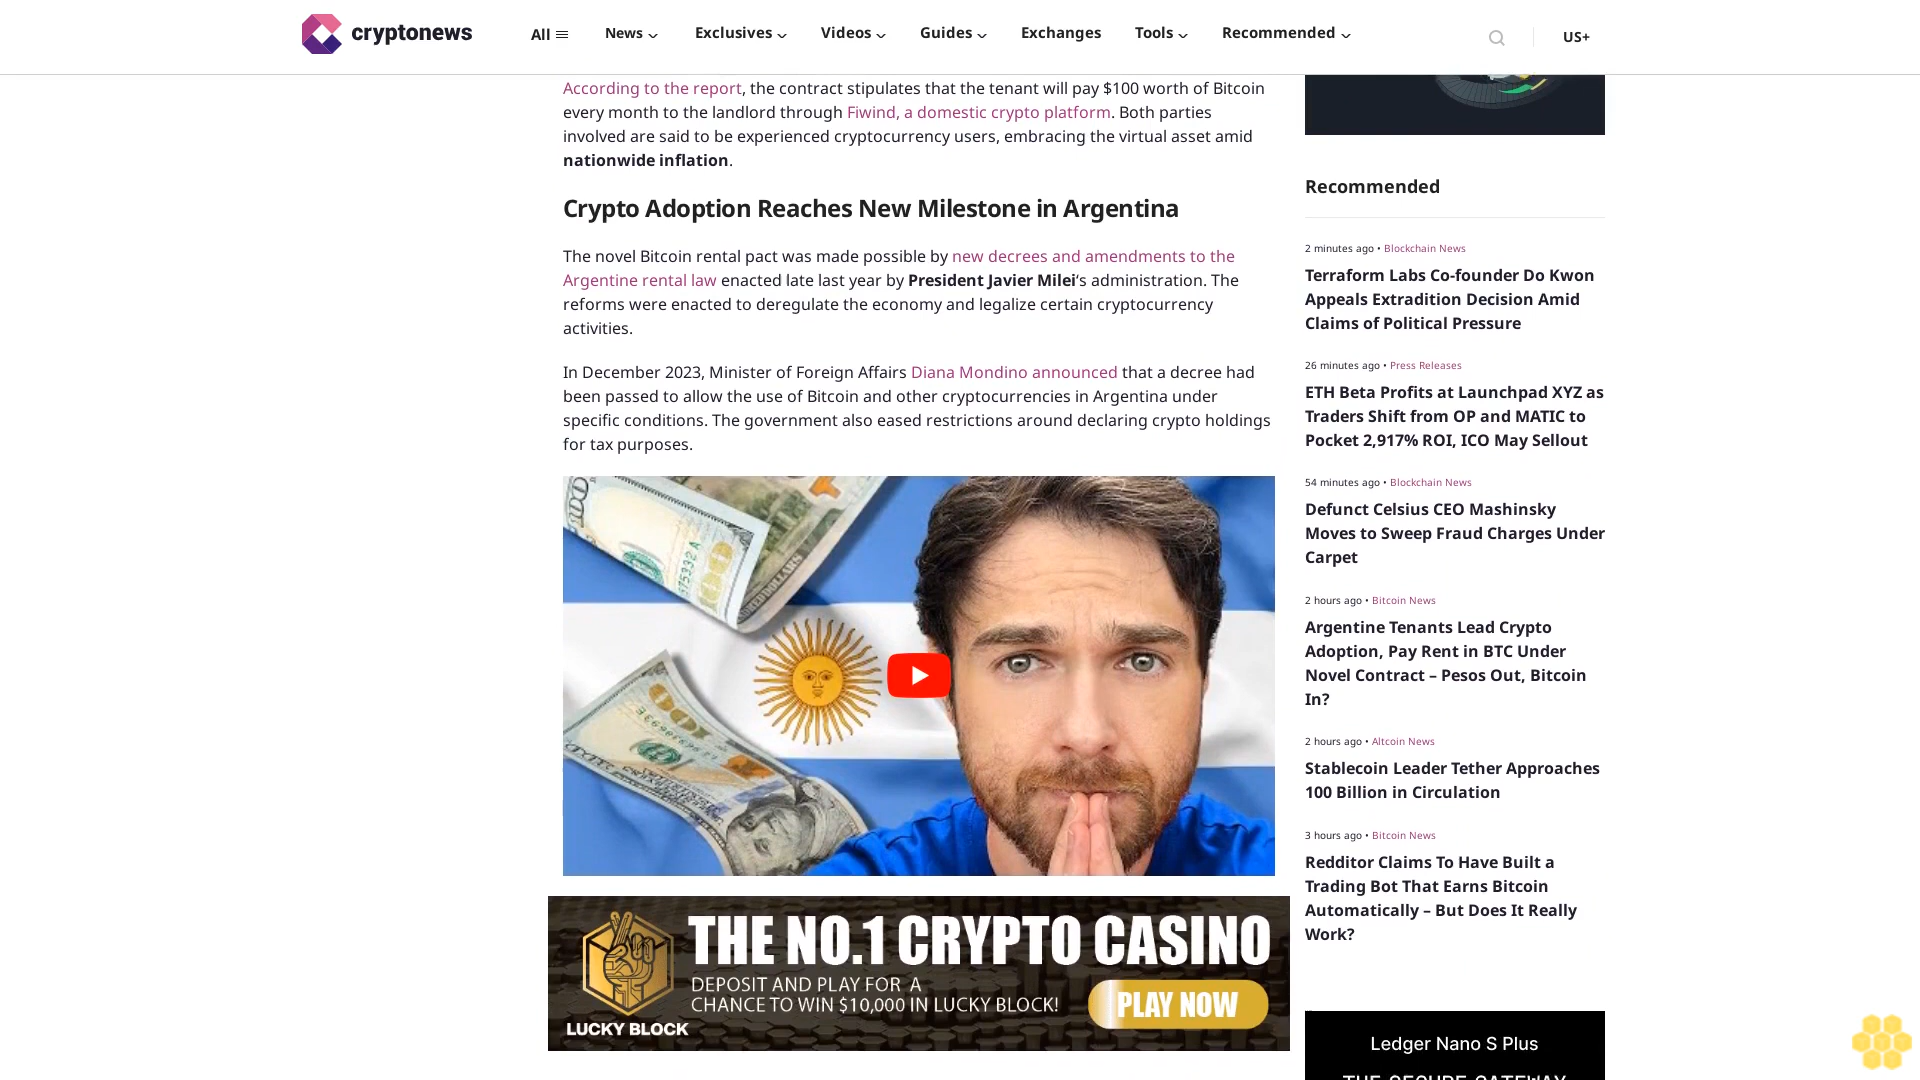 cryptonews
All
News
Exclusives
Videos
Guides
Exchanges
Tools
Recommended
US+
According to the report, the contract stipulates that the tenant will pay $100 worth of Bitcoin
every month to the landlord through Fiwind, a domestic crypto platform. Both parties
involved are said to be experienced cryptocurrency users, embracing the virtual asset amid
nationwide inflation.
Crypto Adoption Reaches New Milestone in Argentina
The novel Bitcoin rental pact was made possible by new decrees and amendments to the
Argentine rental law enacted late last year by President Javier Milei‘s administration. The
reforms were enacted to deregulate the economy and legalize certain cryptocurrency
activities.
In December 2023, Minister of Foreign Affairs Diana Mondino announced that a decree had
been passed to allow the use of Bitcoin and other cryptocurrencies in Argentina under
specific conditions. The government also eased restrictions around declaring crypto holdings
for tax purposes.
THE NO.1 CRYPTO CASINO
DEPOSIT AND PLAY FOR A
CHANCE TO WIN $10,000 IN LUCKY BLOCK!
PLAY NOW
LUCKY BLOCK
Recommended
2 minutes ago • Blockchain News
Terraform Labs Co-founder Do Kwon
Appeals Extradition Decision Amid
Claims of Political Pressure
26 minutes ago • Press Releases
ETH Beta Profits at Launchpad XYZ as
Traders Shift from OP and MATIC to
Pocket 2,917% ROI, ICO May Sellout
54 minutes ago • Blockchain News
Defunct Celsius CEO Mashinsky
Moves to Sweep Fraud Charges Under
Carpet
2 hours ago • Bitcoin News
Argentine Tenants Lead Crypto
Adoption, Pay Rent in BTC Under
Novel Contract – Pesos Out, Bitcoin
In?
2 hours ago • Altcoin News
Stablecoin Leader Tether Approaches
100 Billion in Circulation
3 hours ago • Bitcoin News
Redditor Claims To Have Built a
Trading Bot That Earns Bitcoin
Automatically – But Does It Really
Work?
Ledger Nano S Plus
THE SECURE GATEWAY